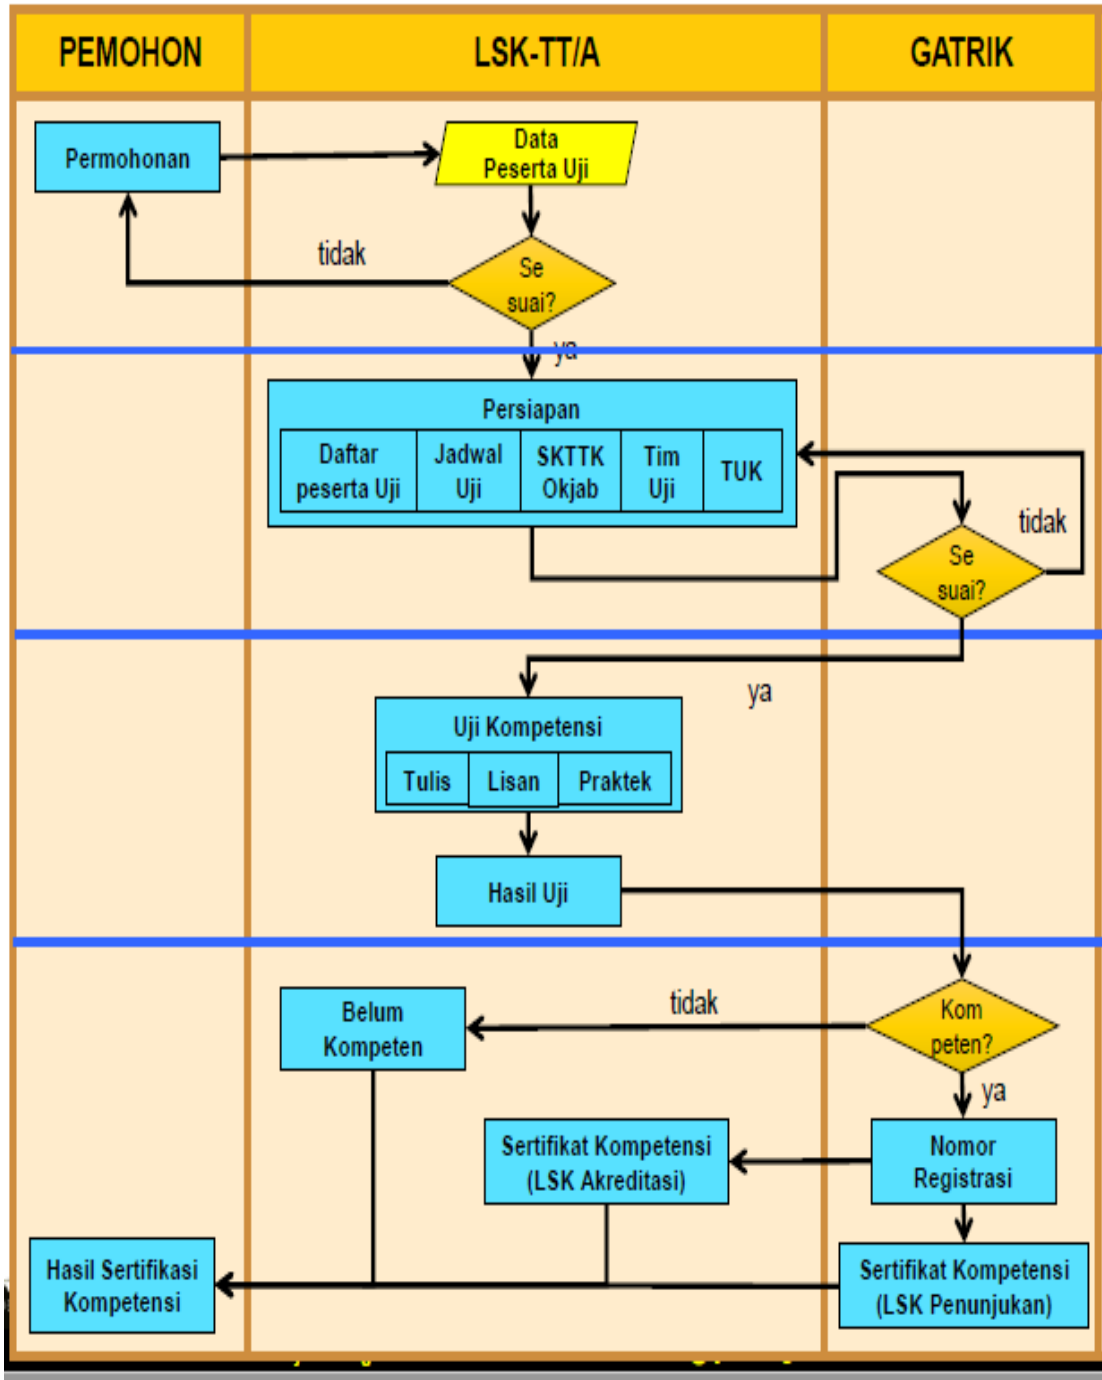 PEMOHON
LSK-TT/A
GATRIK
Permohonan
Data
Peserta Uji
tidak
Se
suai?
ya
Persiapan
Daftar
peserta Uji
Jadwal
Uji
SKTTK
Okjab
Tim
Uji
TUK
tidak
Se
suai?
ya
Uji Kompetensi
Tulis
Lisan
Praktek
Hasil Uji
Kom
peten?
tidak
Belum
Kompeten
ya
Nomor
Registrasi
Sertifikat Kompetensi
(LSK Akreditasi)
Sertifikat Kompetensi
(LSK Penunjukan)
Hasil Sertifikasi
Kompetensi